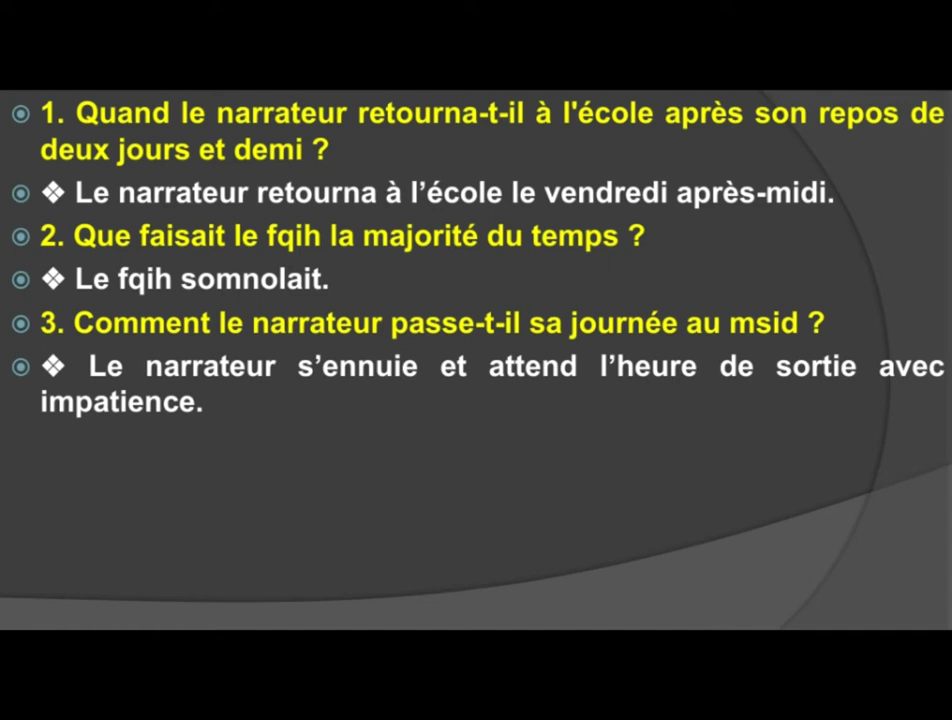 1. Quand le narrateur retourna-t-il à l'école après son repos de
deux jours et demi ?
❖ Le narrateur retourna à l’école le vendredi après-midi.
2. Que faisait le fqih la majorité du temps ?
❖ Le fqih somnolait.
3. Comment le narrateur passe-t-il sa journée au msid ?
❖ Le narrateur s’ennuie et attend l’heure de sortie avec
impatience.